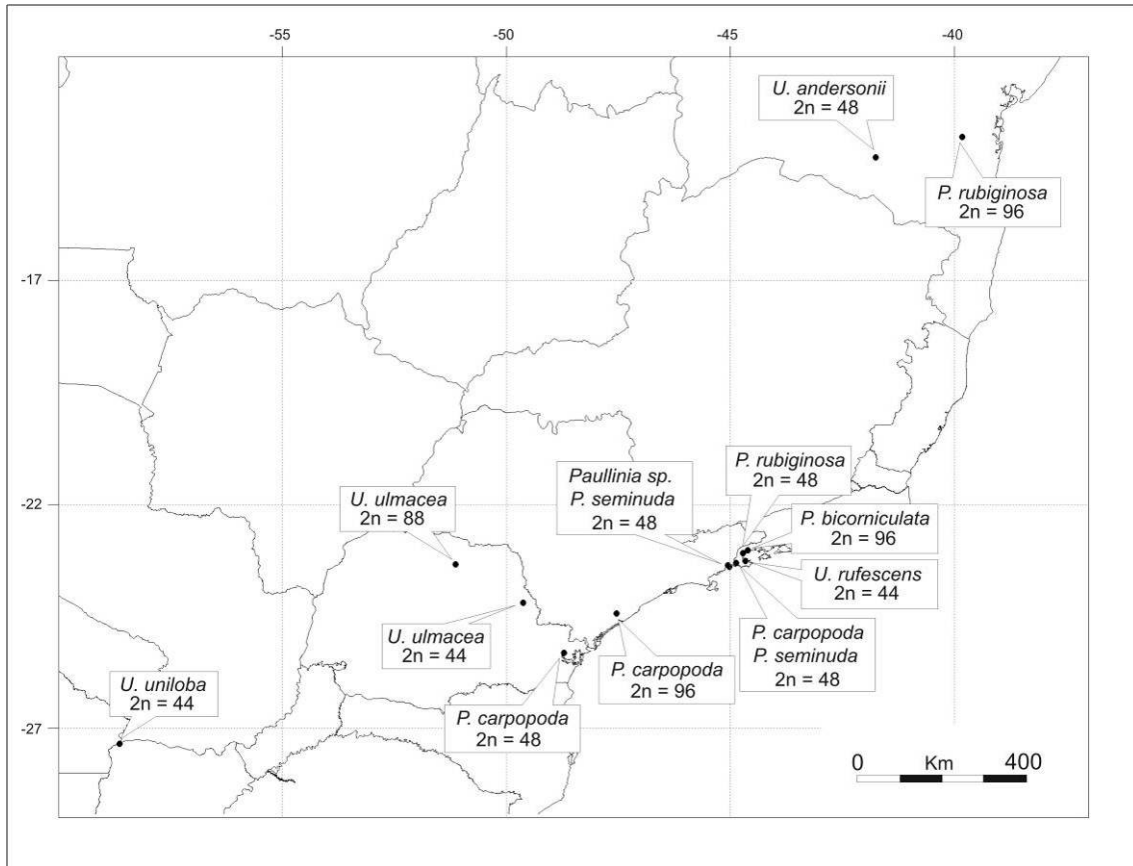 -55 -50 -45 -40
U. andersonii
2n = 48
P. rubiginosa
2n = 96
-17
Paullinia sp.
P. seminuda
2n = 48
P. rubiginosa
2n = 48
-22
U. ulmacea
2n = 88
P. bicorniculata
2n = 96
U. rufescens
2n = 44
U. ulmacea
2n = 44
P. carpopoda
P. seminuda
2n = 48
P. carpopoda
2n = 96
U. uniloba
2n = 44
P. carpopoda
2n = 48
-27
0 Km 400